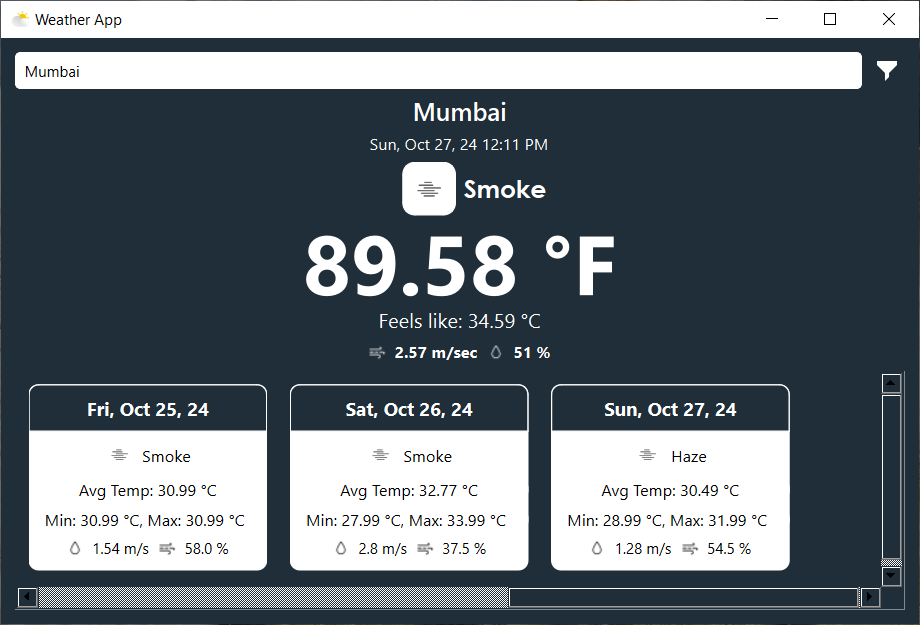 Weather App
Mumbai
Mumbai
Sun, Oct 27, 24 12:11 PM
Smoke
89.58 °F
Feels like: 34.59 °C
2.57 m/sec 51 %
Fri, Oct 25, 24
Smoke
Avg Temp: 30.99 °C
Min: 30.99 °C, Max: 30.99 °C
1.54 m/s 58.0 %
Sat, Oct 26, 24
Smoke
Avg Temp: 32.77 °C
Min: 27.99 °C, Max: 33.99 °C
2.8 m/s 37.5 %
Sun, Oct 27, 24
Haze
Avg Temp: 30.49 °C
Min: 28.99 °C, Max: 31.99 °C
1.28 m/s 54.5 %